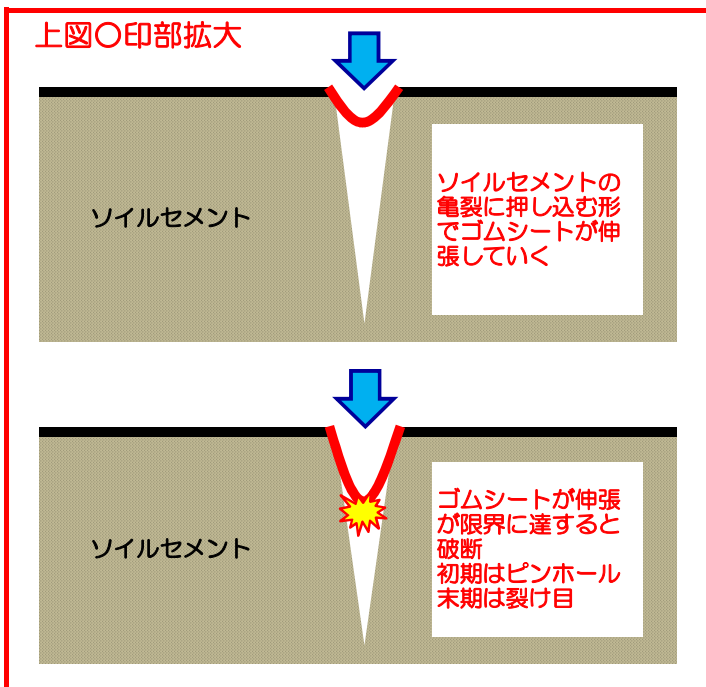 上図〇印部拡大
ソイルセメント
ソイルセメントの
亀裂に押し込む形
でゴムシートが伸
張していく
ソイルセメント
ゴムシートが伸張
が限界に達すると
破断
初期はピンホール
末期は裂け目